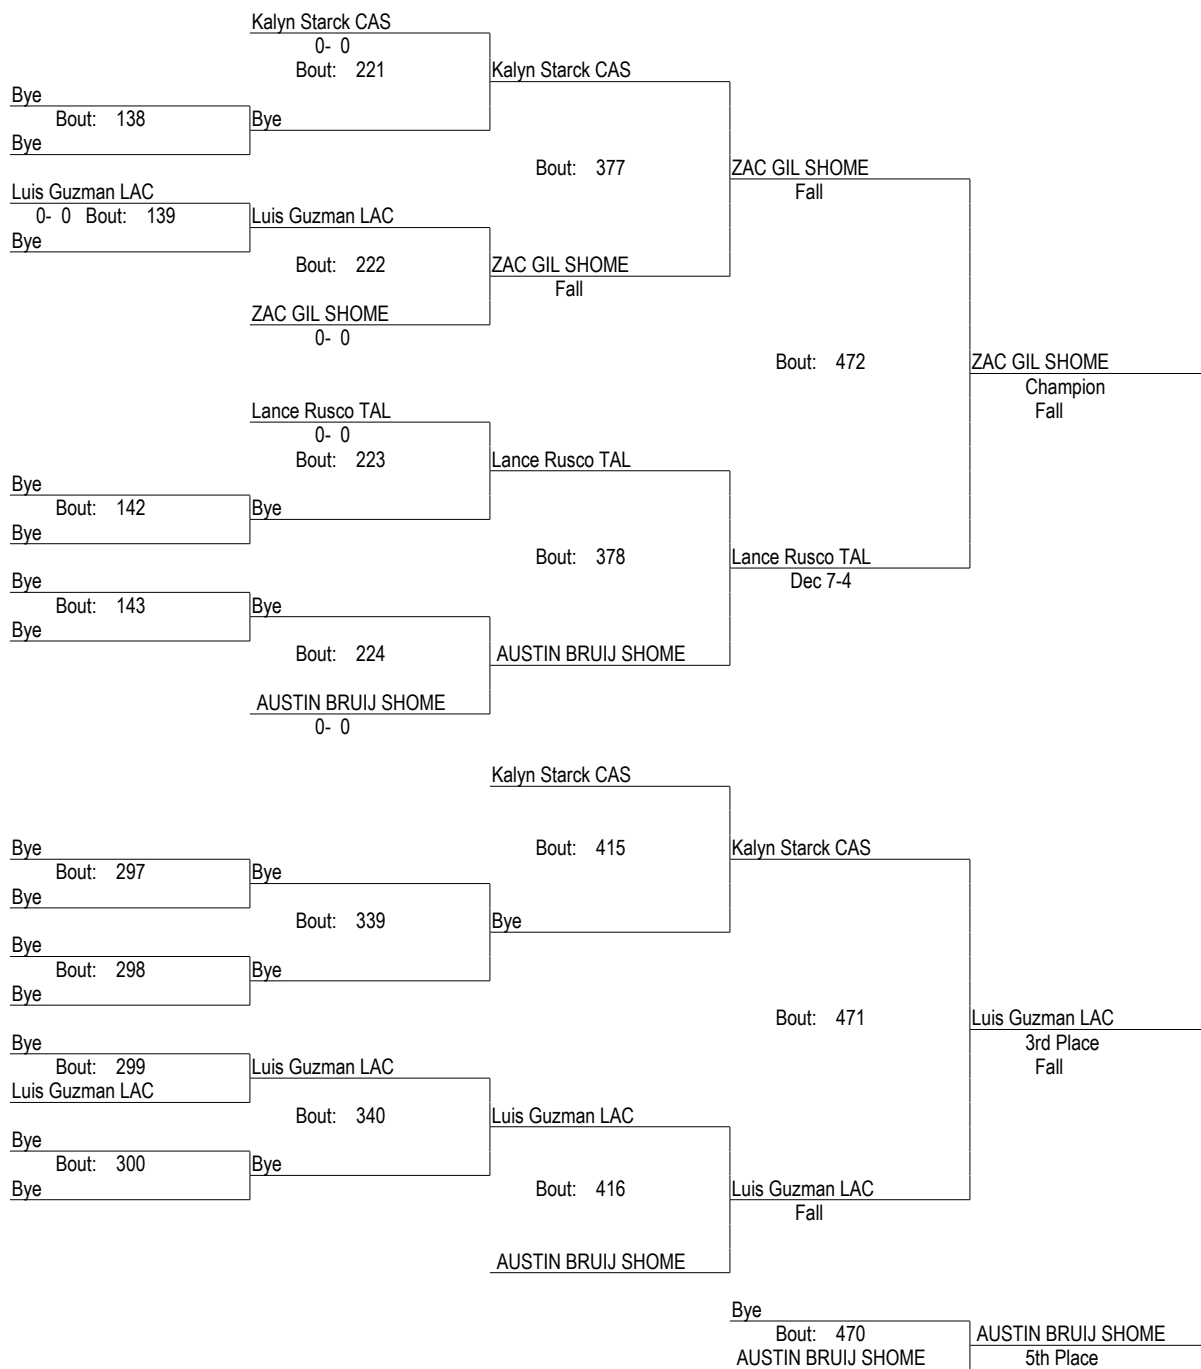 Kalyn Starck CAS
0- 0
Bout: 221
Kalyn Starck CAS
Bye
Bout: 138
Bye
Bye
Bout: 377
ZAC GIL SHOME
Fall
Luis Guzman LAC
0- 0 Bout: 139
Luis Guzman LAC
Bye
Bout: 222
ZAC GIL SHOME
Fall
ZAC GIL SHOME
0- 0
Bout: 472
ZAC GIL SHOME
Champion
Fall
Lance Rusco TAL
0- 0
Bout: 223
Lance Rusco TAL
Bye
Bout: 142
Bye
Bye
Bout: 378
Lance Rusco TAL
Dec 7-4
Bye
Bout: 143
Bye
Bye
Bout: 224
AUSTIN BRUIJ SHOME
AUSTIN BRUIJ SHOME
0- 0
Kalyn Starck CAS
Bout: 415
Kalyn Starck CAS
Bye
Bout: 297
Bye
Bye
Bout: 339
Bye
Bye
Bout: 298
Bye
Bye
Bout: 471
Luis Guzman LAC
3rd Place
Fall
Bye
Bout: 299
Luis Guzman LAC
Luis Guzman LAC
Bout: 340
Luis Guzman LAC
Bye
Bout: 300
Bye
Bye
Bout: 416
Luis Guzman LAC
Fall
AUSTIN BRUIJ SHOME
Bye
Bout: 470
AUSTIN BRUIJ SHOME
AUSTIN BRUIJ SHOME
5th Place